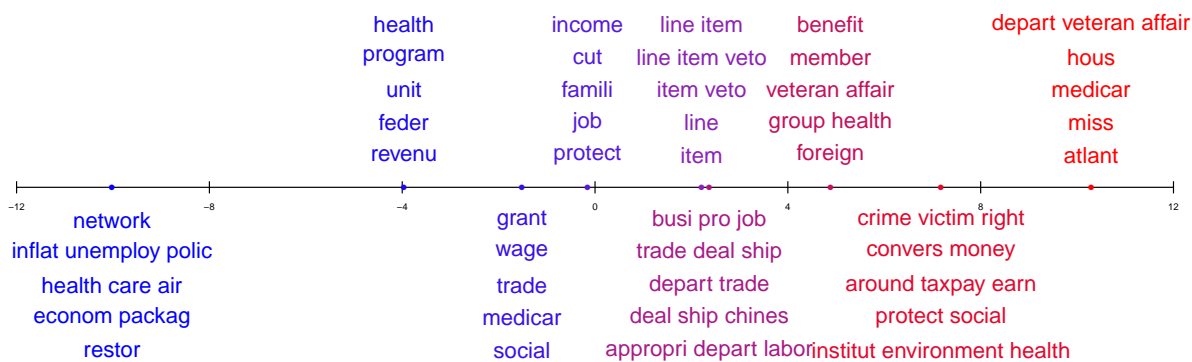 health income line item benefit depart veteran affair
program cut line item veto member hous
unit famili item veto veteran affair medicar
feder job line group health miss
revenu protect item foreign atlant
−12 −8 −4 0 4 8 12
network grant busi pro job crime victim right
inflat unemploy polic wage trade deal ship convers money
health care air trade depart trade around taxpay earn
econom packag medicar deal ship chines protect social
restor social appropri depart labor institut environment health